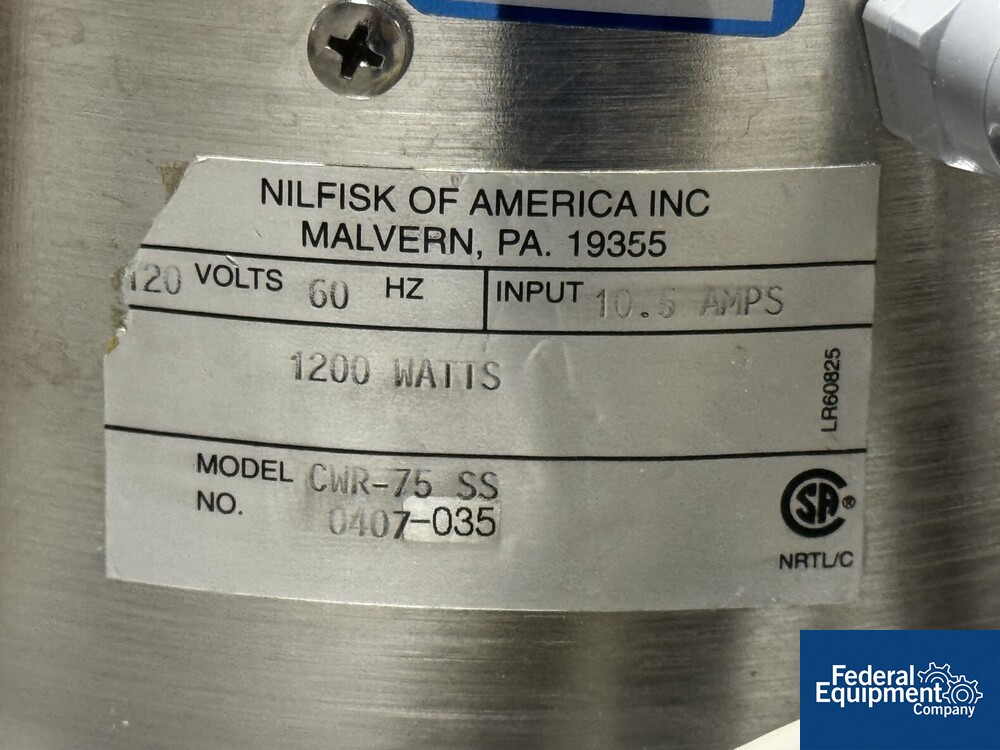 NILFISK OF AMERICA INC
MALVERN, PA. 19355
120 VOLTS 60 HZ INPUT 10.5 AMPS
1200 WATTS
LR60825
MODEL CWR-75 SS
NO. 0407-035
SA ®
NRTL/C
Federal
Equipment
Company